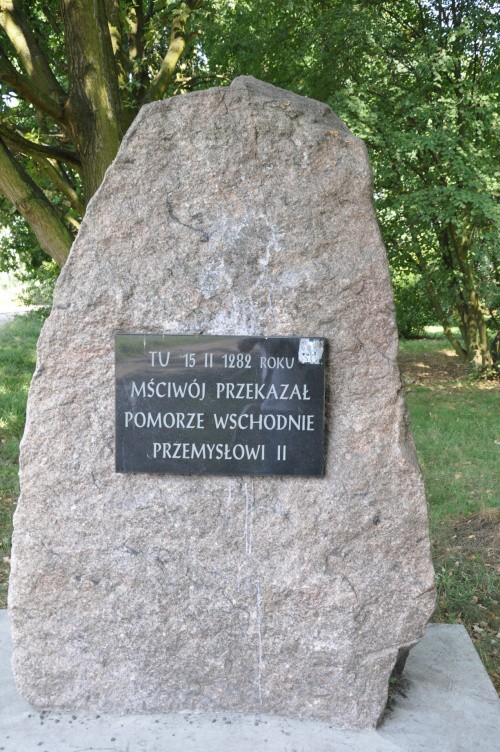 TU 15 II 1282 ROKU
MŚCIWÓJ PRZEKAZAŁ
POMORZE WSCHODNIE
PRZEMYSŁOWI II